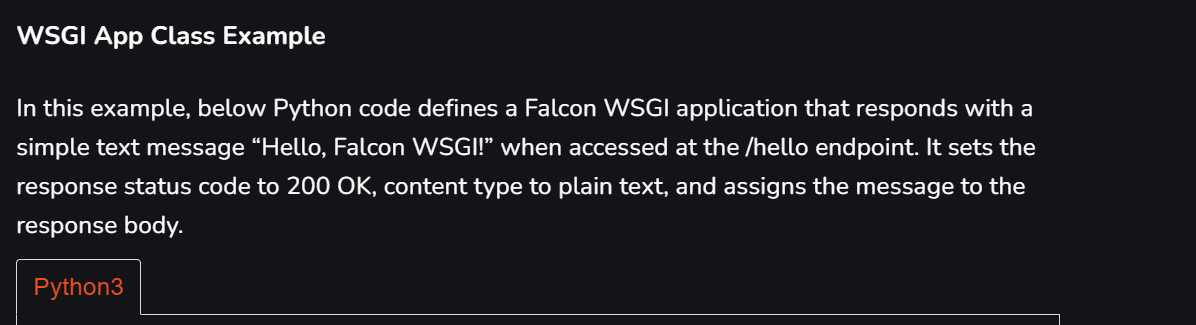 WSGI App Class Example
In this example, below Python code defines a Falcon WSGI application that responds with a
simple text message “Hello, Falcon WSGI!” when accessed at the /hello endpoint. It sets the
response status code to 200 OK, content type to plain text, and assigns the message to the
response body.
Python3